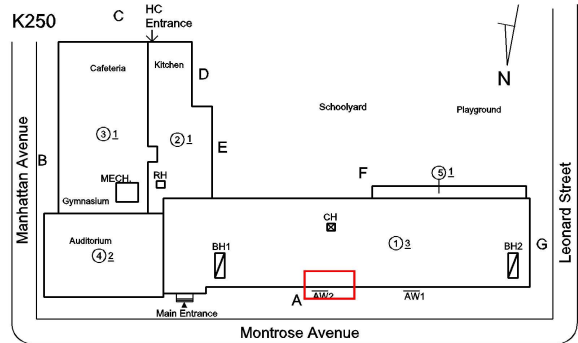 K250
C
HC
Entrance
Cafeteria
Kitchen
D
N
Schoolyard
Playground
3 1
2 1
B
E
MECH.
RH
F
5 1
Gymnasium
Manhattan Avenue
Leonard Street
Auditorium
4 2
CH
1 3
BH1
BH2
G
A
AW2
AW1
Main Entrance
Montrose Avenue